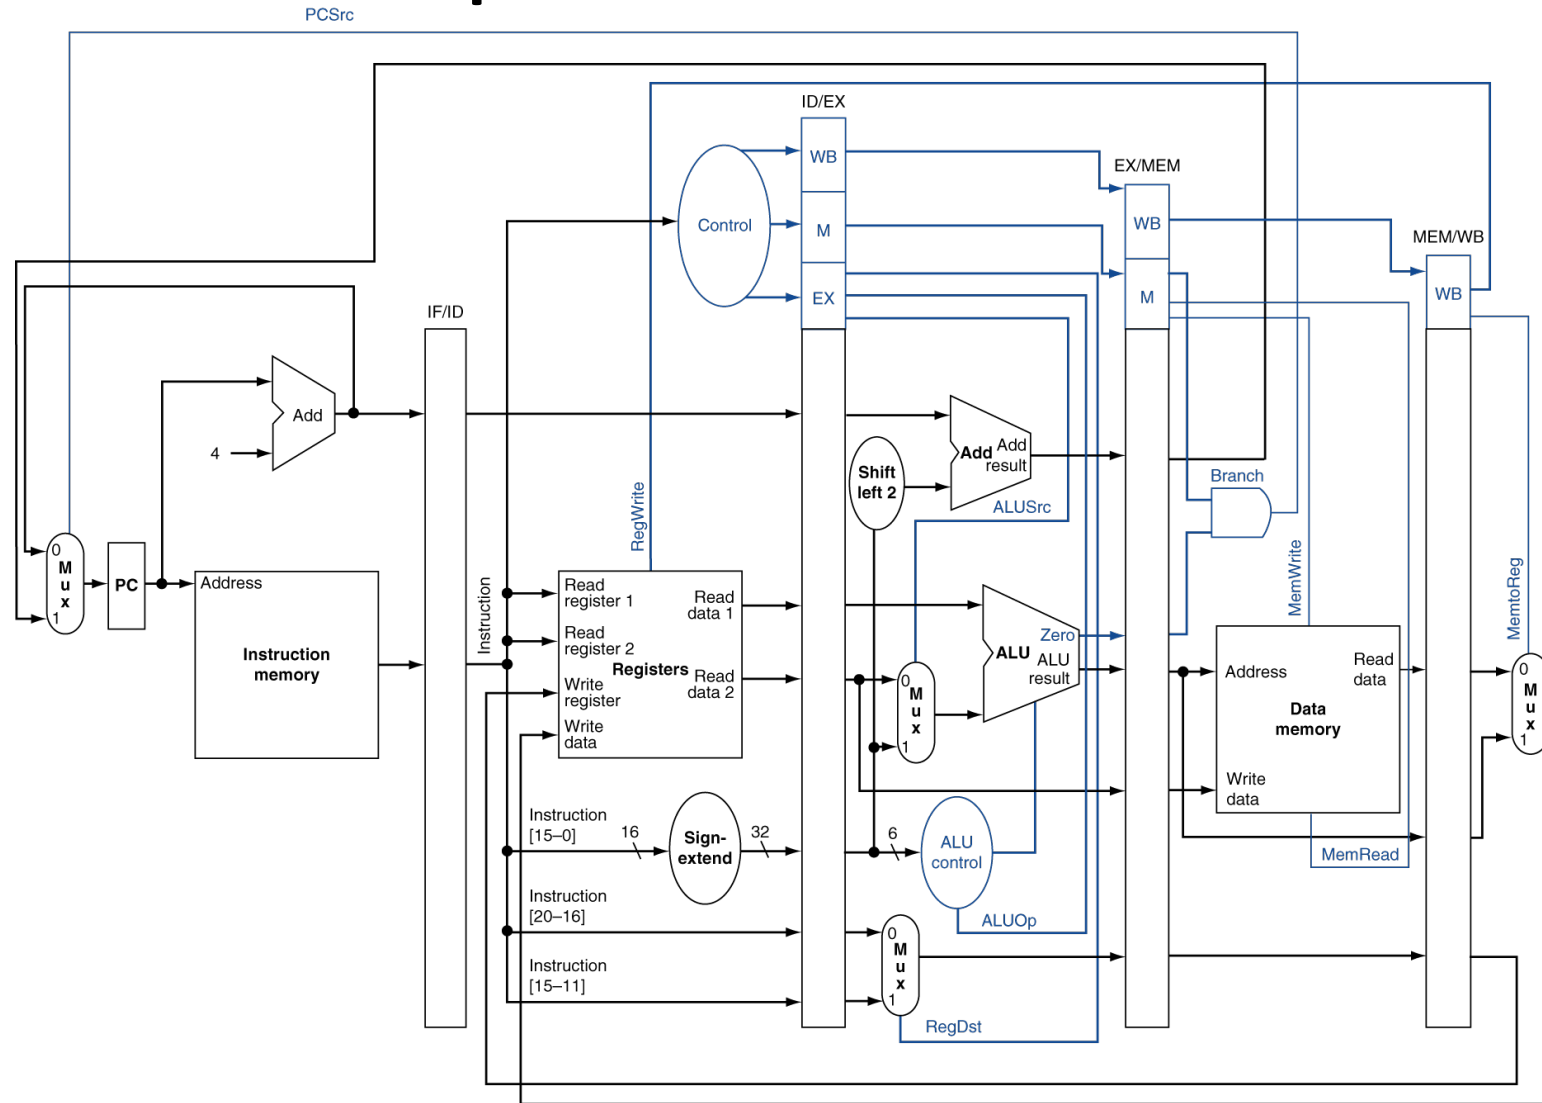 PCSrc
ID/EX
WB
EX/MEM
Control
M
WB
MEM/WB
EX
M
WB
IF/ID
Add
4
Add Add
result
Shift
left 2
Branch
ALUSrc
RegWrite
MemWrite
MemtoReg
0
M
u
x
1
PC
Address
Instruction
memory
Instruction
Read
register 1
Read
register 2
Write
register
Write
data
Registers
Read
data 1
Read
data 2
0
M
u
x
1
Zero
ALU
ALU
result
Address
Read
data
Data
memory
Write
data
0
M
u
x
1
Instruction
[15–0]
16
Sign-
extend
32
6
ALU
control
MemRead
Instruction
[20–16]
ALUOp
0
M
u
x
1
Instruction
[15–11]
RegDst